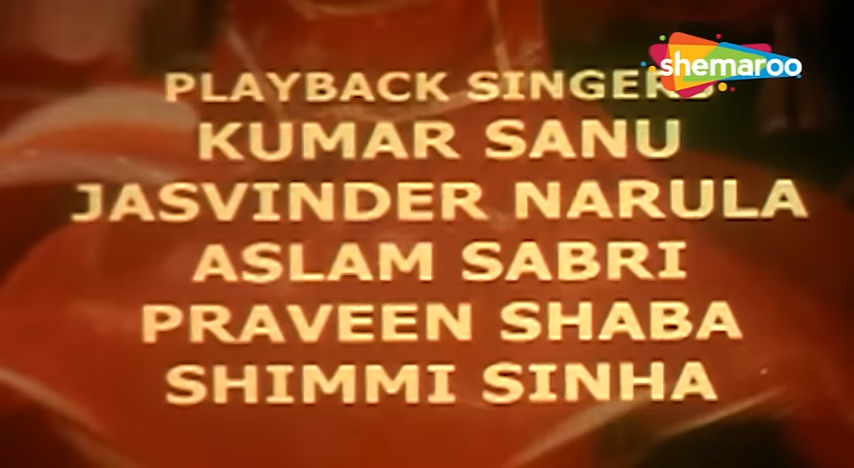 shemaroo
PLAYBACK SINGERS
KUMAR SANU
JASVINDER NARULA
ASLAM SABRI
PRAVEEN SHABA
SHIMMI SINHA